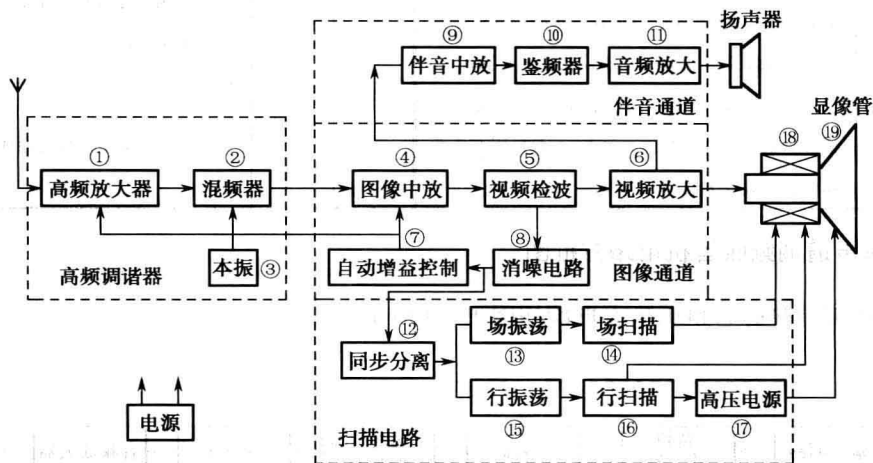 扬声器
⑨ ⑩ ⑪
伴音中放 鉴频器 音频放大
伴音通道
显像管
⑱ ⑲
① ② ④ ⑤ ⑥
高频放大器 混频器 图像中放 视频检波 视频放大
⑦ ⑧
本振 ③ 自动增益控制 消噪电路
高频调谐器 图像通道
⑫
场振荡 场扫描
⑬ ⑭
同步分离
行振荡 行扫描 高压电源
⑮ ⑯ ⑰
电源
扫描电路